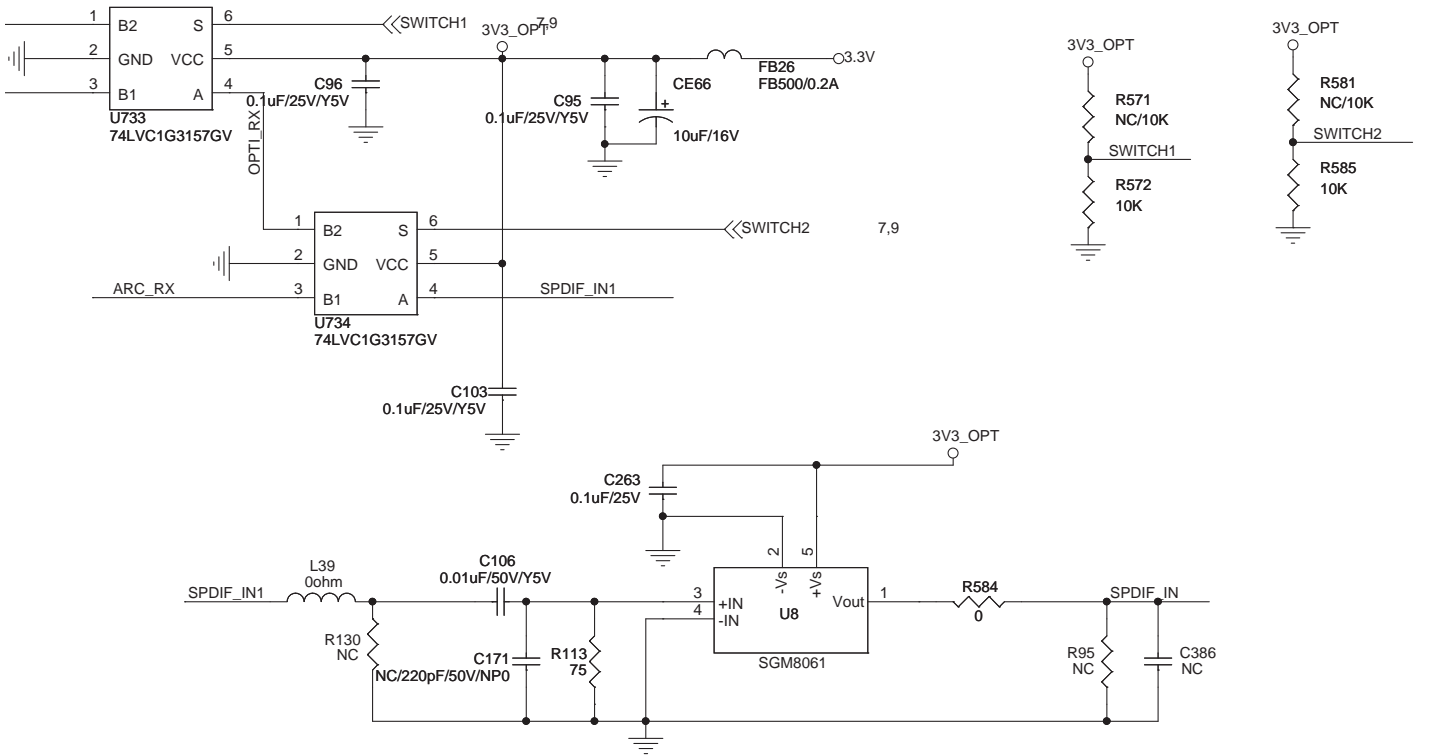 1 B2 S 6 SWITCH1 7,9
2 GND VCC 5
3 B1 A 4
U733
74LVC1G3157GV
OPTI_RX
C96
0.1uF/25V/Y5V
3V3_OPT
C95
0.1uF/25V/Y5V
CE66
+
10uF/16V
FB26
FB500/0.2A
3.3V
3V3_OPT
R571
NC/10K
SWITCH1
R572
10K
3V3_OPT
R581
NC/10K
SWITCH2
R585
10K
1 B2 S 6 SWITCH2 7,9
2 GND VCC 5
ARC_RX 3 B1 A 4 SPDIF_IN1
U734
74LVC1G3157GV
C103
0.1uF/25V/Y5V
3V3_OPT
C263
0.1uF/25V
SPDIF_IN1
L39
0ohm
R130
NC
C106
0.01uF/50V/Y5V
C171
NC/220pF/50V/NP0
R113
75
2 5
-Vs +Vs
3 +IN
4 -IN
Vout 1
U8
SGM8061
R584
0
SPDIF_IN
R95
NC
C386
NC